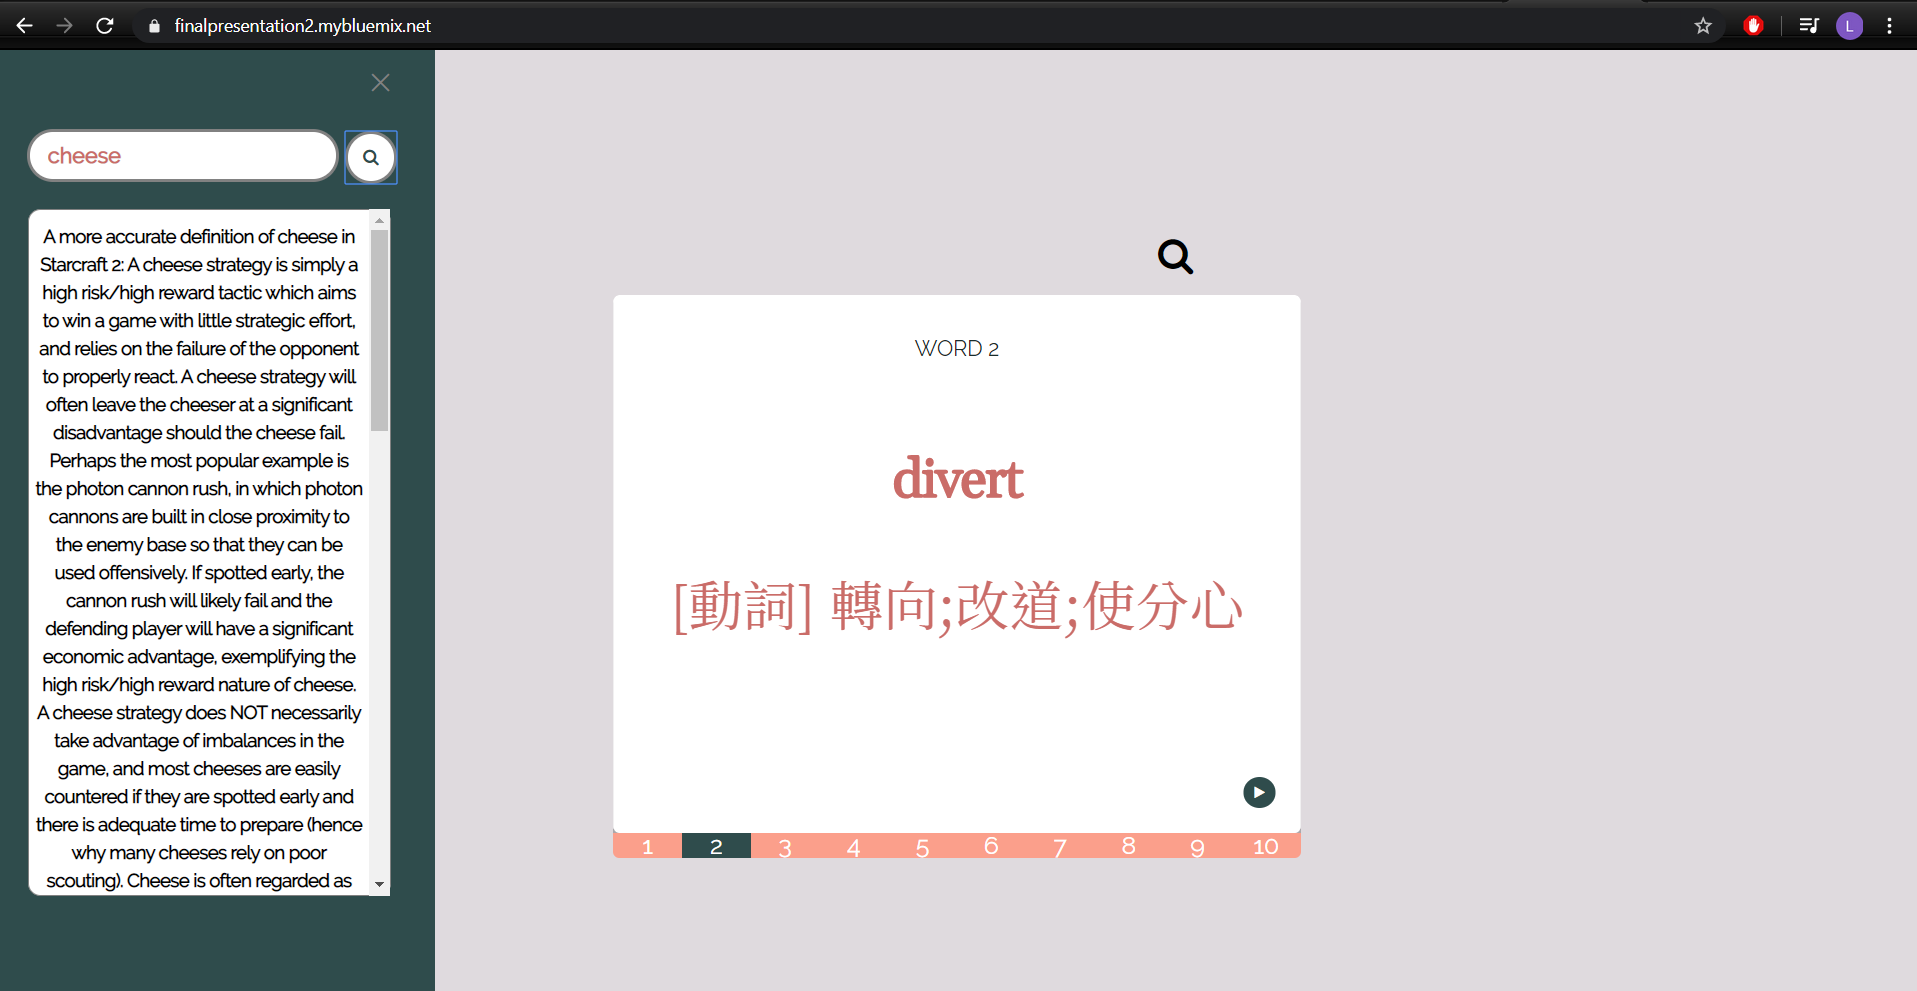 finalpresentation2.mybluemix.net
L
cheese
A more accurate definition of cheese in
Starcraft 2: A cheese strategy is simply a
high risk/high reward tactic which aims
to win a game with little strategic effort,
and relies on the failure of the opponent
to properly react. A cheese strategy will
often leave the cheeser at a significant
disadvantage should the cheese fail.
Perhaps the most popular example is
the photon cannon rush, in which photon
cannons are built in close proximity to
the enemy base so that they can be
used offensively. If spotted early, the
cannon rush will likely fail and the
defending player will have a significant
economic advantage, exemplifying the
high risk/high reward nature of cheese.
A cheese strategy does NOT necessarily
take advantage of imbalances in the
game, and most cheeses are easily
countered if they are spotted early and
there is adequate time to prepare (hence
why many cheeses rely on poor
scouting). Cheese is often regarded as
WORD 2
divert
[動詞] 轉向;改道;使分心
1 2 3 4 5 6 7 8 9 10